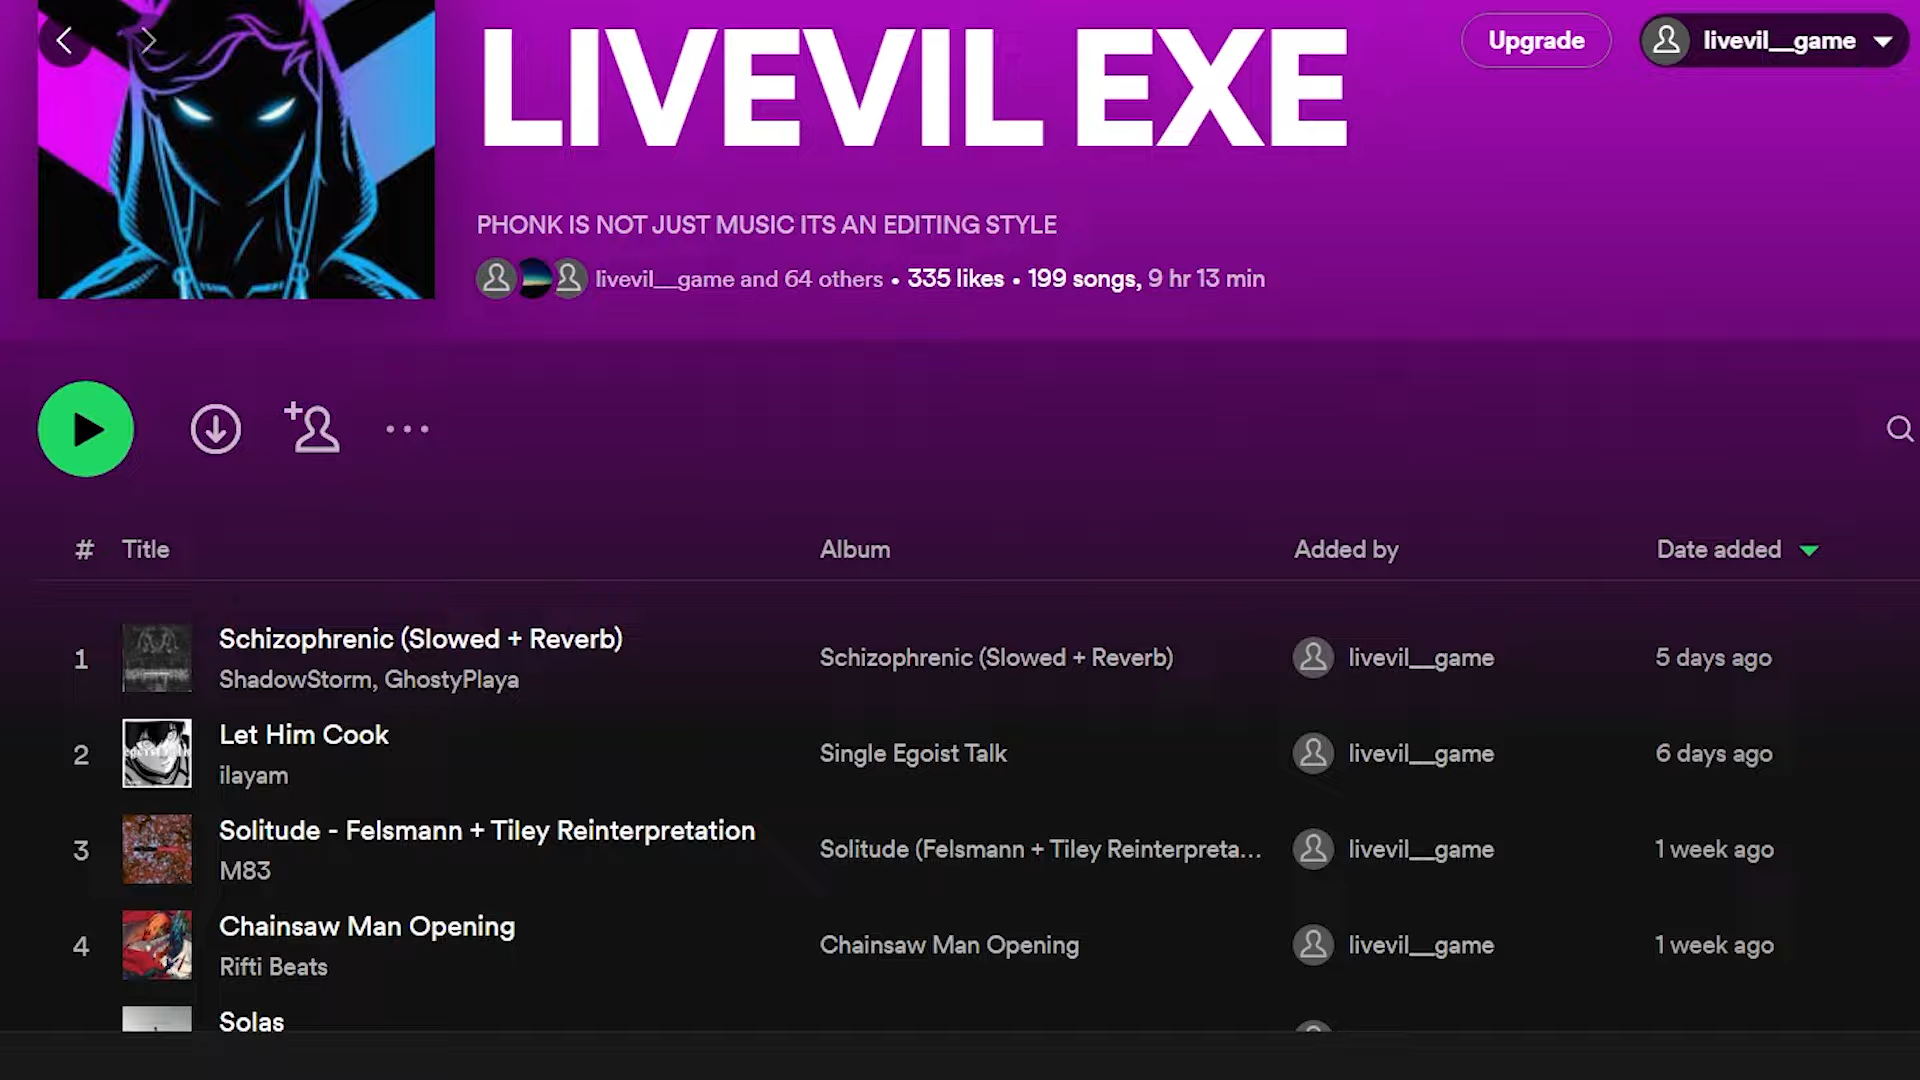 LIVEVIL EXE
Upgrade
livevil__game
PHONK IS NOT JUST MUSIC ITS AN EDITING STYLE
livevil__game and 64 others • 335 likes • 199 songs, 9 hr 13 min
# Title Album Added by Date added
1 Schizophrenic (Slowed + Reverb) Schizophrenic (Slowed + Reverb) livevil__game 5 days ago
ShadowStorm, GhostyPlaya
2 Let Him Cook Single Egoist Talk livevil__game 6 days ago
ilayam
3 Solitude - Felsmann + Tiley Reinterpretation Solitude (Felsmann + Tiley Reinterpreta... livevil__game 1 week ago
M83
4 Chainsaw Man Opening Chainsaw Man Opening livevil__game 1 week ago
Rifti Beats
Solas